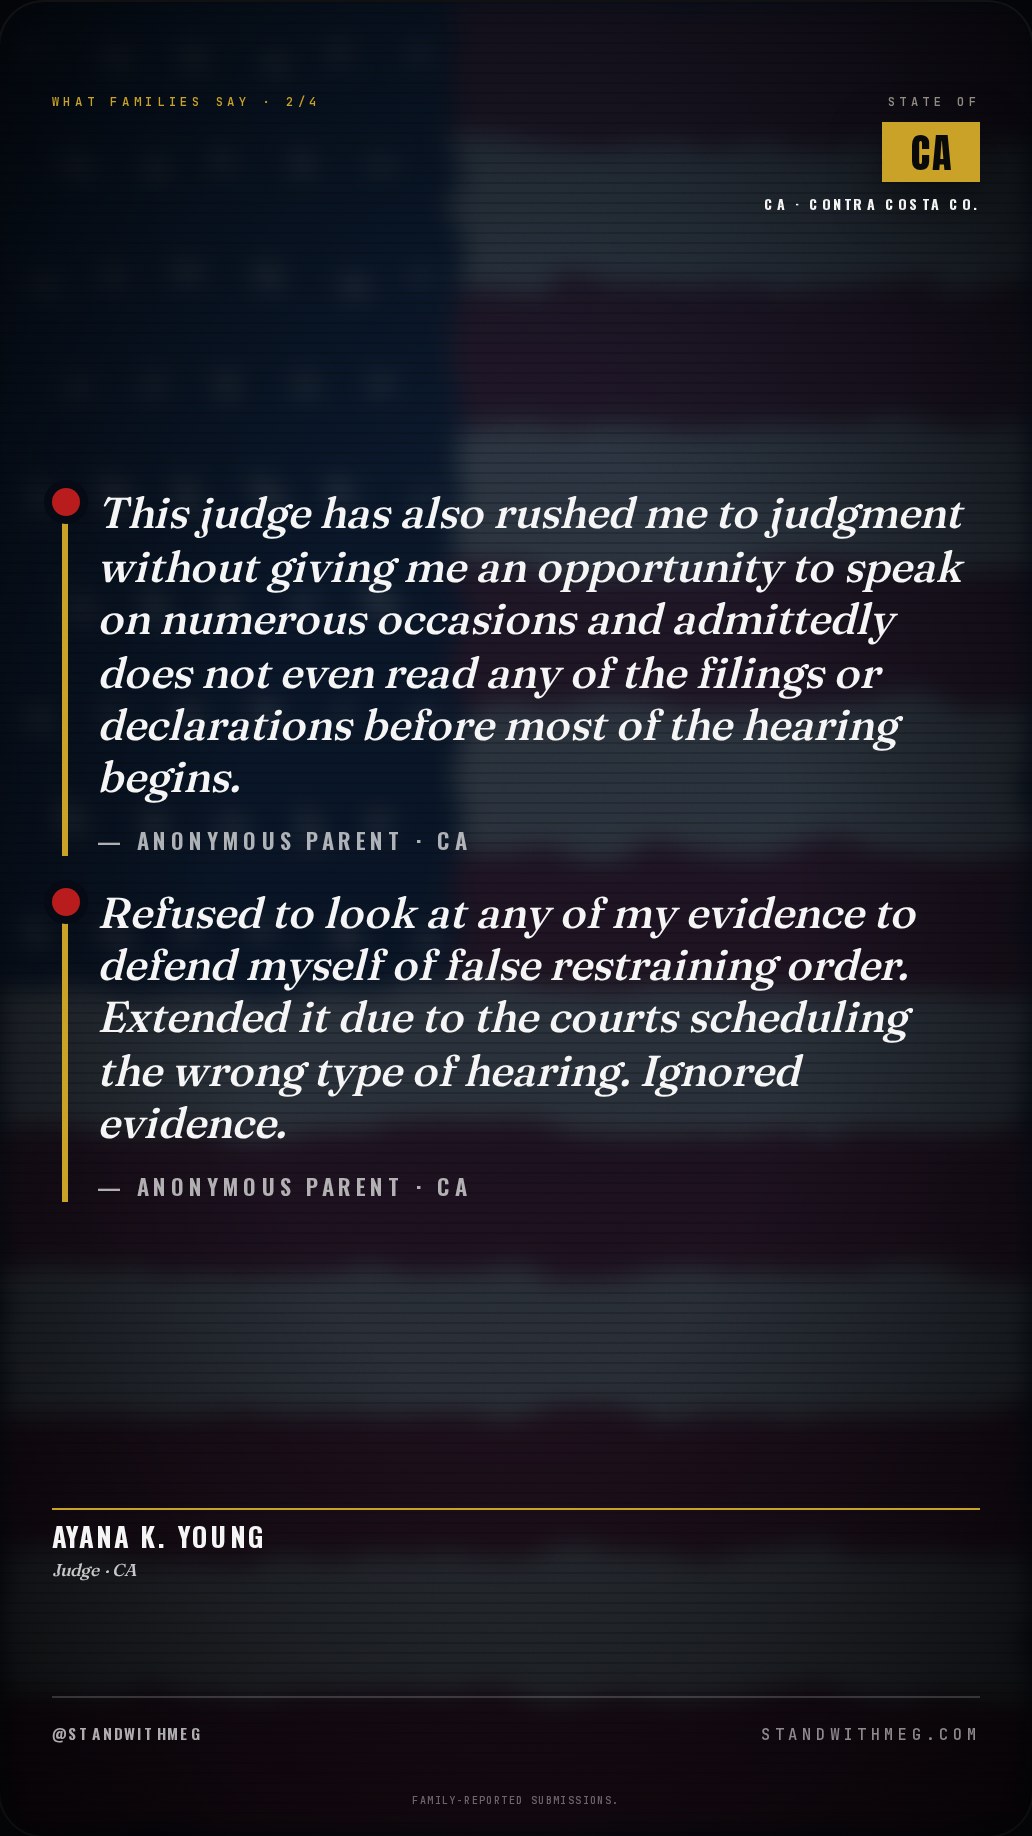 WHAT FAMILIES SAY · 2/4
STATE OF
CA
CA · CONTRA COSTA CO.
This judge has also rushed me to judgment
without giving me an opportunity to speak
on numerous occasions and admittedly
does not even read any of the filings or
declarations before most of the hearing
begins.
— ANONYMOUS PARENT · CA
Refused to look at any of my evidence to
defend myself of false restraining order.
Extended it due to the courts scheduling
the wrong type of hearing. Ignored
evidence.
— ANONYMOUS PARENT · CA
AYANA K. YOUNG
Judge · CA
@STANDWITHMEG
STANDWITHMEG.COM
FAMILY-REPORTED SUBMISSIONS.